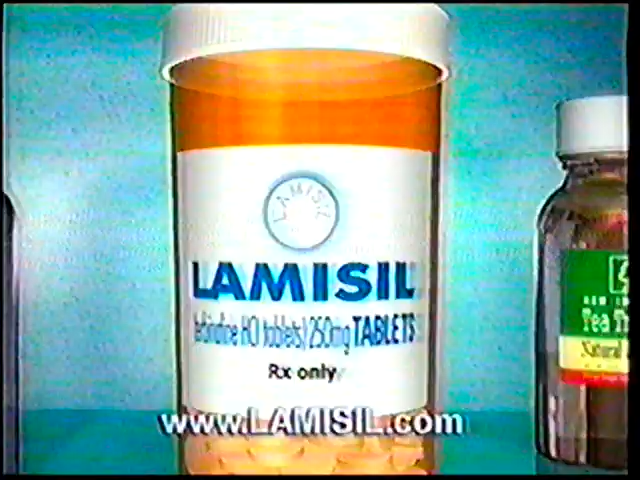 LAMISIL
LAMISIL
(terbinafine HCl tablets) 250mg TABLETS
Rx only
www.LAMISIL.com
Tea Tr
Natural